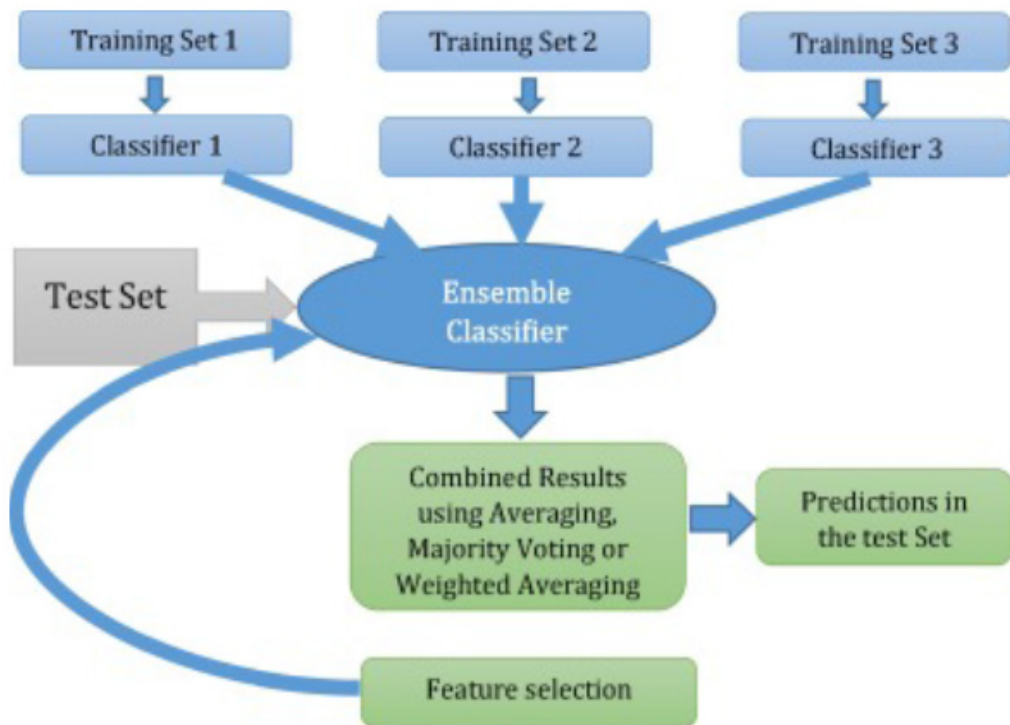 Training Set 1
Training Set 2
Training Set 3
Classifier 1
Classifier 2
Classifier 3
Test Set
Ensemble
Classifier
Combined Results
using Averaging,
Majority Voting or
Weighted Averaging
Predictions in
the test Set
Feature selection